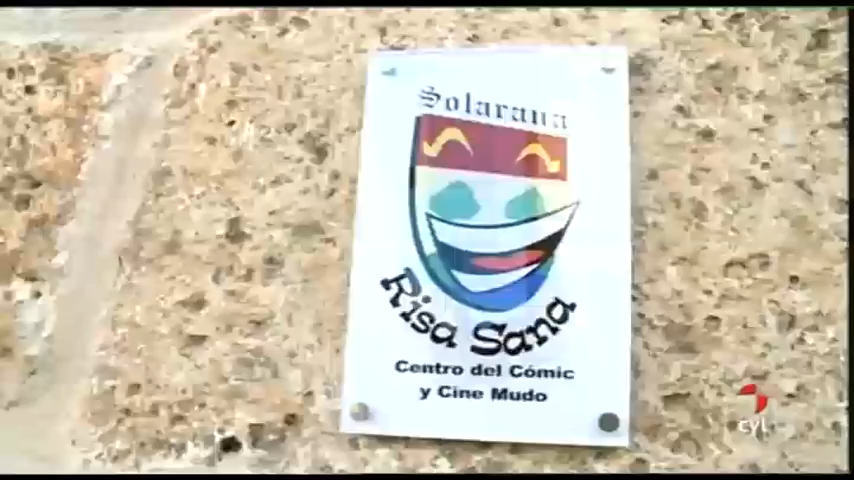 Solarana
Risa Sana
Centro del Cómic
y Cine Mudo
cyl